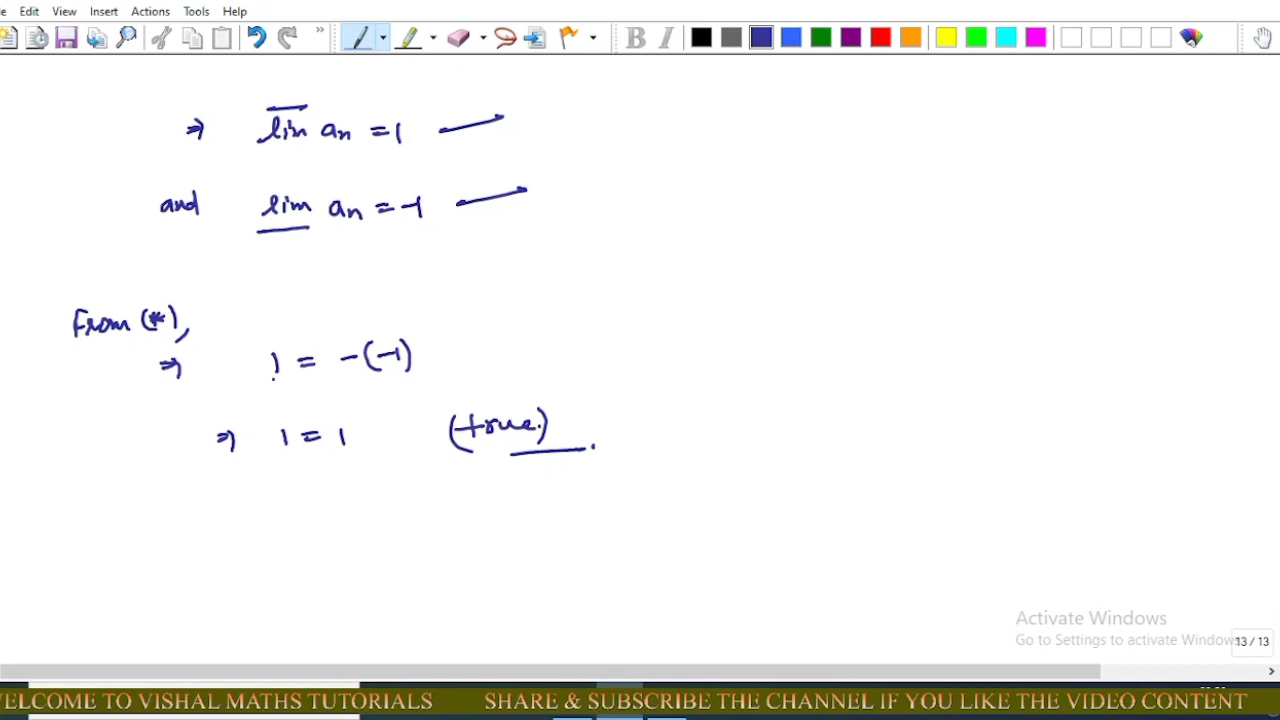 Edit View Insert Actions Tools Help
⇒ lim̅ aₙ = 1
and lim̲ aₙ = -1
From (*),
⇒ 1 = -(-1)
⇒ 1 = 1 (true.)
Activate Windows
Go to Settings to activate Windows
13 / 13
WELCOME TO VISHAL MATHS TUTORIALS SHARE & SUBSCRIBE THE CHANNEL IF YOU LIKE THE VIDEO CONTENT